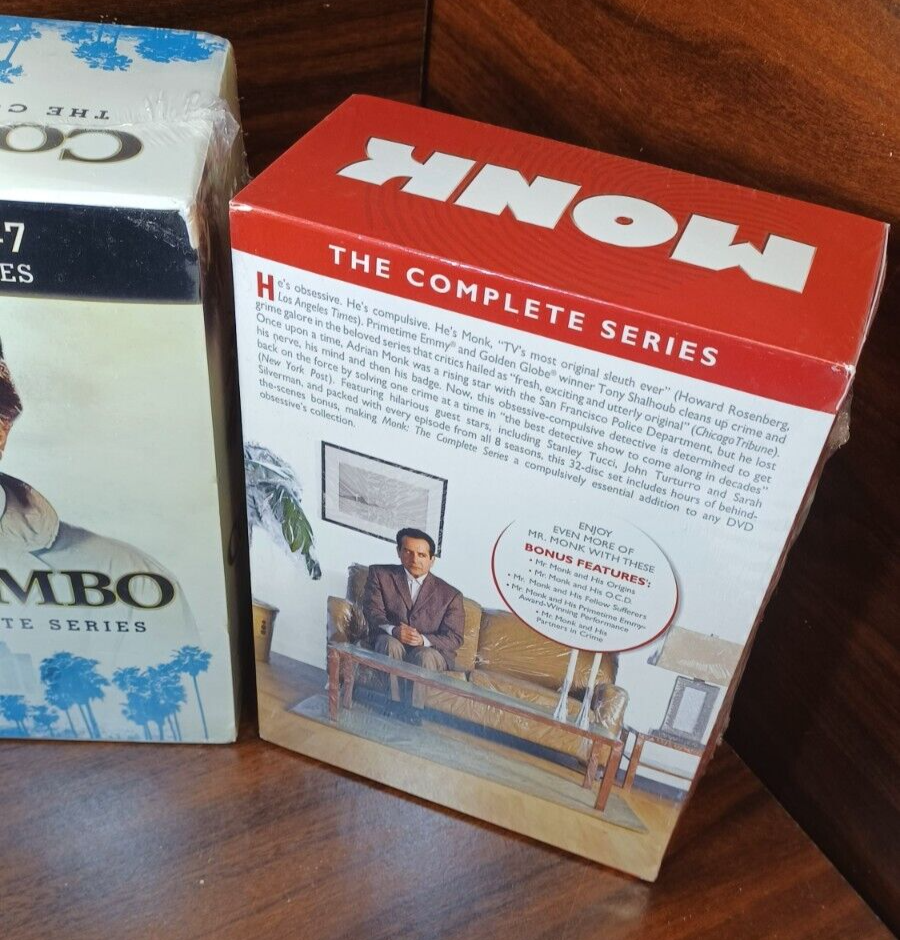 THE C
CO
-7
ES
MBO
TE SERIES
MONK
THE COMPLETE SERIES
He's obsessive. He's compulsive. He's Monk, "TV's most original sleuth ever" (Howard Rosenberg,
Los Angeles Times). Primetime Emmy® and Golden Globe® winner Tony Shalhoub cleans up crime and
grime galore in the beloved series that critics hailed as "fresh, exciting and utterly original" (Chicago Tribune).
Once upon a time, Adrian Monk was a rising star with the San Francisco Police Department, but he lost
his nerve, his mind and then his badge. Now, this obsessive-compulsive detective is determined to get
back on the force by solving one crime at a time in "the best detective show to come along in decades"
(New York Post). Featuring hilarious guest stars, including Stanley Tucci, John Turturro and Sarah
Silverman, and packed with every episode from all 8 seasons, this 32-disc set includes hours of behind-
the-scenes bonus, making Monk: The Complete Series a compulsively essential addition to any DVD
obsessive's collection.
ENJOY
EVEN MORE OF
MR. MONK WITH THESE
BONUS FEATURES*:
• Mr. Monk and His Origins
• Mr. Monk and His O.C.D.
• Mr. Monk and His Fellow Sufferers
• Mr. Monk and His Primetime Emmy-
Award-Winning Performance
• Mr. Monk and His
Partners in Crime